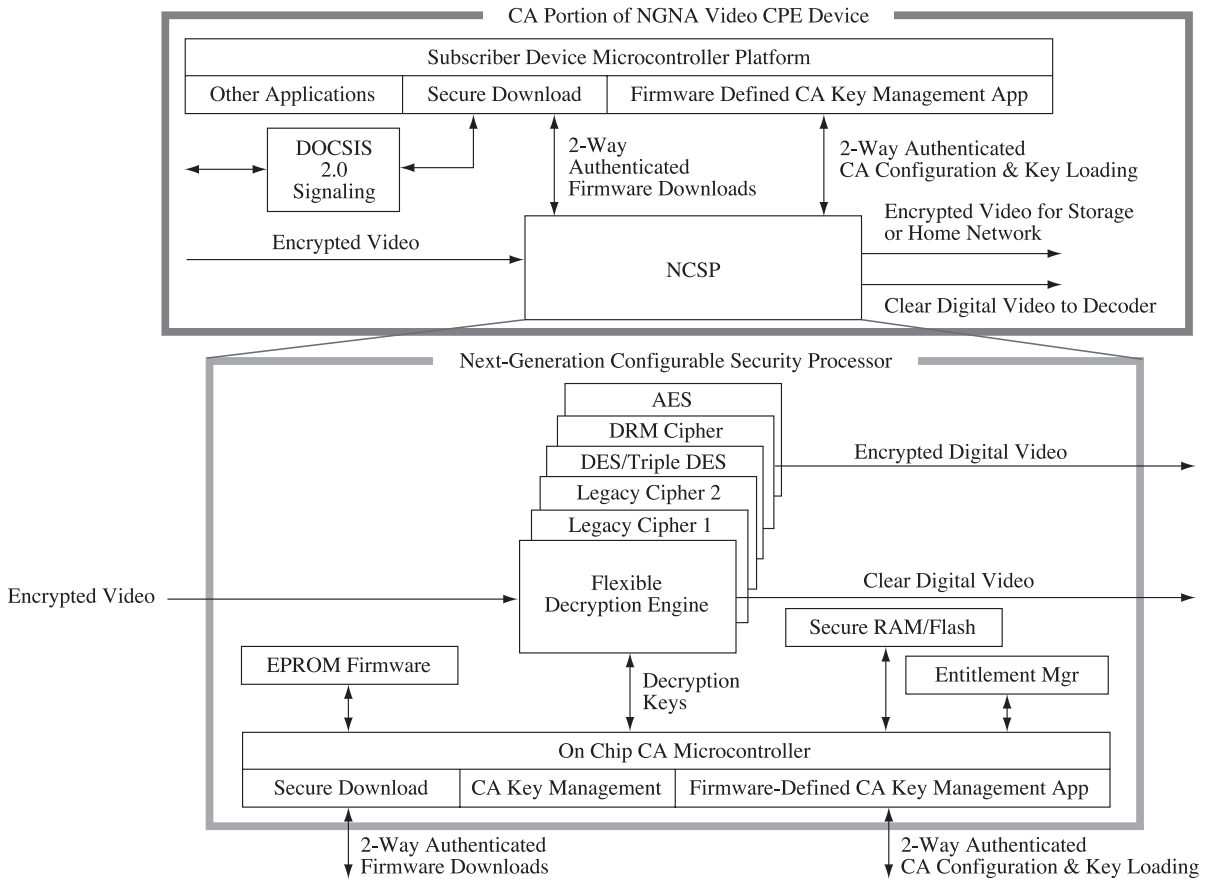 CA Portion of NGNA Video CPE Device
Subscriber Device Microcontroller Platform
Other Applications
Secure Download
Firmware Defined CA Key Management App
DOCSIS
2.0
Signaling
2-Way
Authenticated
Firmware Downloads
2-Way Authenticated
CA Configuration & Key Loading
Encrypted Video
NCSP
Encrypted Video for Storage
or Home Network
Clear Digital Video to Decoder
Next-Generation Configurable Security Processor
AES
DRM Cipher
DES/Triple DES
Legacy Cipher 2
Legacy Cipher 1
Flexible
Decryption Engine
Encrypted Digital Video
Encrypted Video
Clear Digital Video
Secure RAM/Flash
EPROM Firmware
Decryption
Keys
Entitlement Mgr
On Chip CA Microcontroller
Secure Download
CA Key Management
Firmware-Defined CA Key Management App
2-Way Authenticated
Firmware Downloads
2-Way Authenticated
CA Configuration & Key Loading